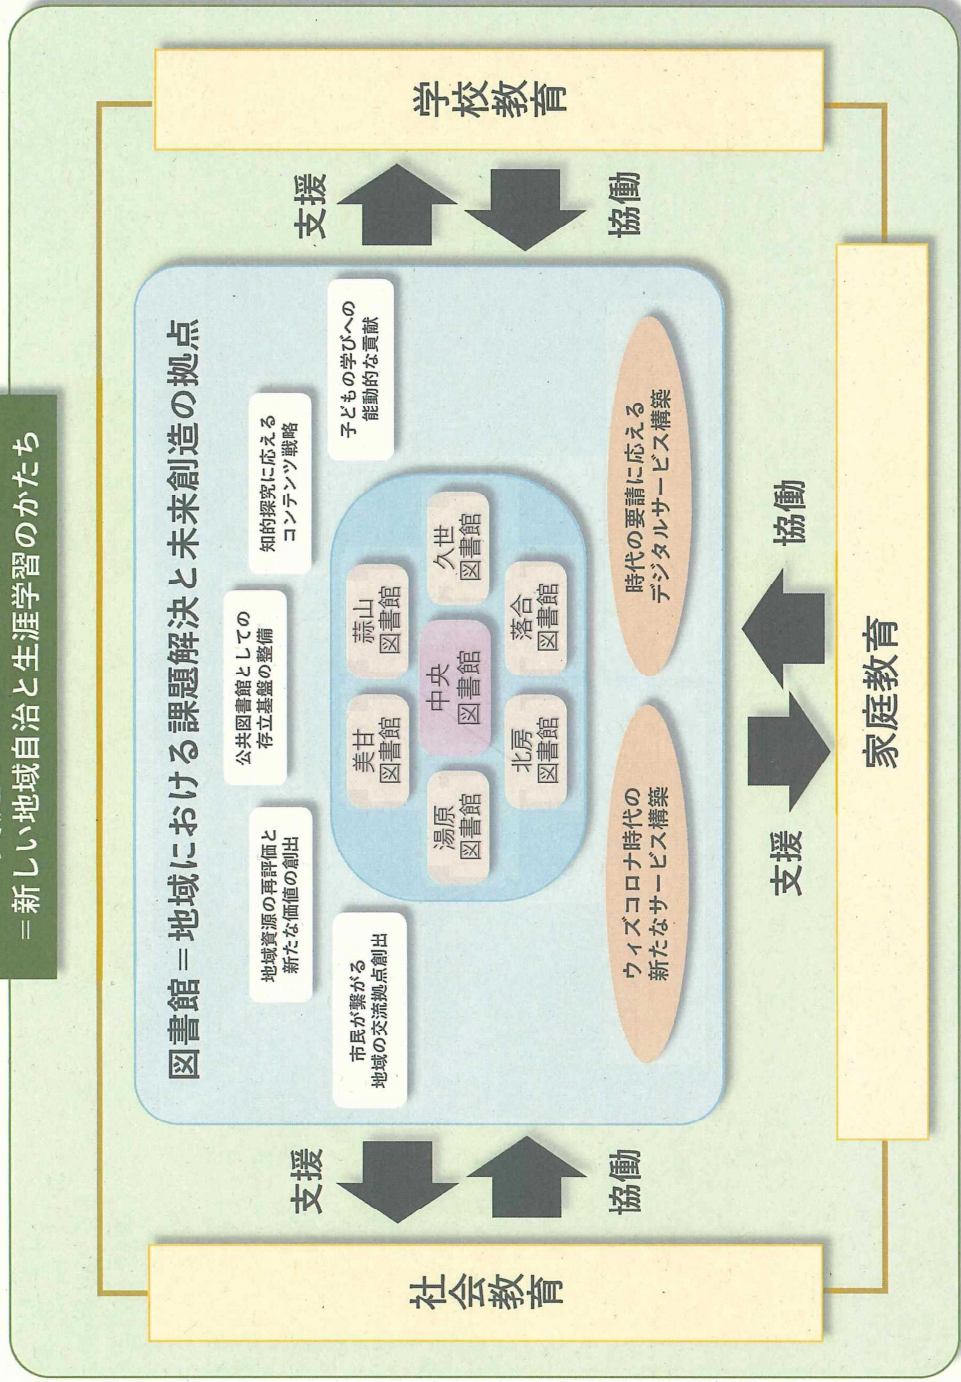 ＝新しい地域自治と生涯学習のかたち
図書館＝地域における課題解決と未来創造の拠点
公共図書館としての
存立基盤の整備
地域資源の再評価と
新たな価値の創出
知的探究に応える
コンテンツ戦略
市民が繋がる
地域の交流拠点創出
子どもの学びへの
能動的な貢献
美甘
図書館
蒜山
図書館
湯原
図書館
中央
図書館
久世
図書館
北房
図書館
落合
図書館
ウィズコロナ時代の
新たなサービス構築
時代の要請に応える
デジタルサービス構築
支援
協働
社会教育
支援
協働
学校教育
支援
協働
家庭教育